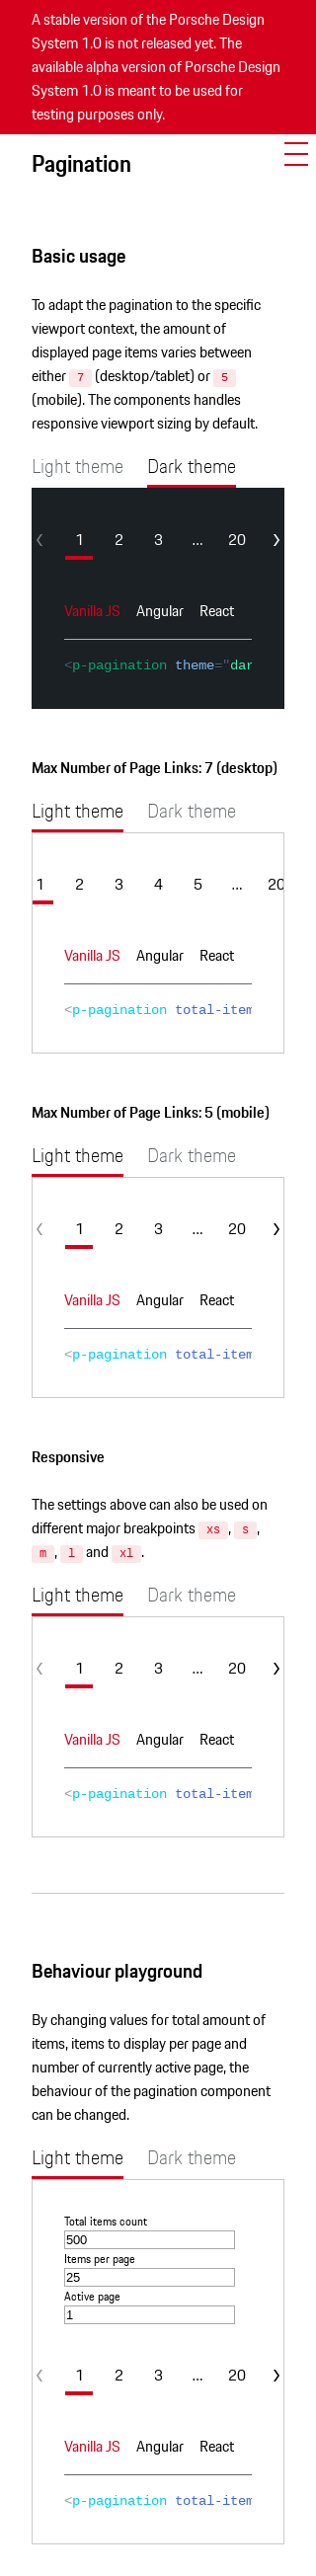 A stable version of the Porsche Design
System 1.0 is not released yet. The
available alpha version of Porsche Design
System 1.0 is meant to be used for
testing purposes only.
Pagination
Basic usage
To adapt the pagination to the specific
viewport context, the amount of
displayed page items varies between
either 7 (desktop/tablet) or 5
(mobile). The components handles
responsive viewport sizing by default.
Light theme Dark theme
1 2 3 ... 20
Vanilla JS Angular React
<p-pagination theme="dar
Max Number of Page Links: 7 (desktop)
Light theme Dark theme
1 2 3 4 5 ... 20
Vanilla JS Angular React
<p-pagination total-item
Max Number of Page Links: 5 (mobile)
Light theme Dark theme
1 2 3 ... 20
Vanilla JS Angular React
<p-pagination total-item
Responsive
The settings above can also be used on
different major breakpoints xs, s,
m, l and xl.
Light theme Dark theme
1 2 3 ... 20
Vanilla JS Angular React
<p-pagination total-item
Behaviour playground
By changing values for total amount of
items, items to display per page and
number of currently active page, the
behaviour of the pagination component
can be changed.
Light theme Dark theme
Total items count
500
Items per page
25
Active page
1
1 2 3 ... 20
Vanilla JS Angular React
<p-pagination total-item